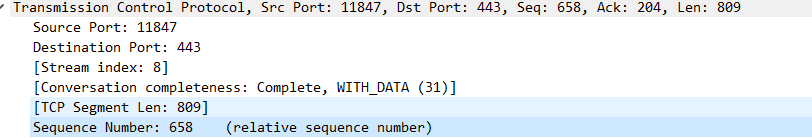 Transmission Control Protocol, Src Port: 11847, Dst Port: 443, Seq: 658, Ack: 204, Len: 809
Source Port: 11847
Destination Port: 443
[Stream index: 8]
[Conversation completeness: Complete, WITH_DATA (31)]
[TCP Segment Len: 809]
Sequence Number: 658    (relative sequence number)